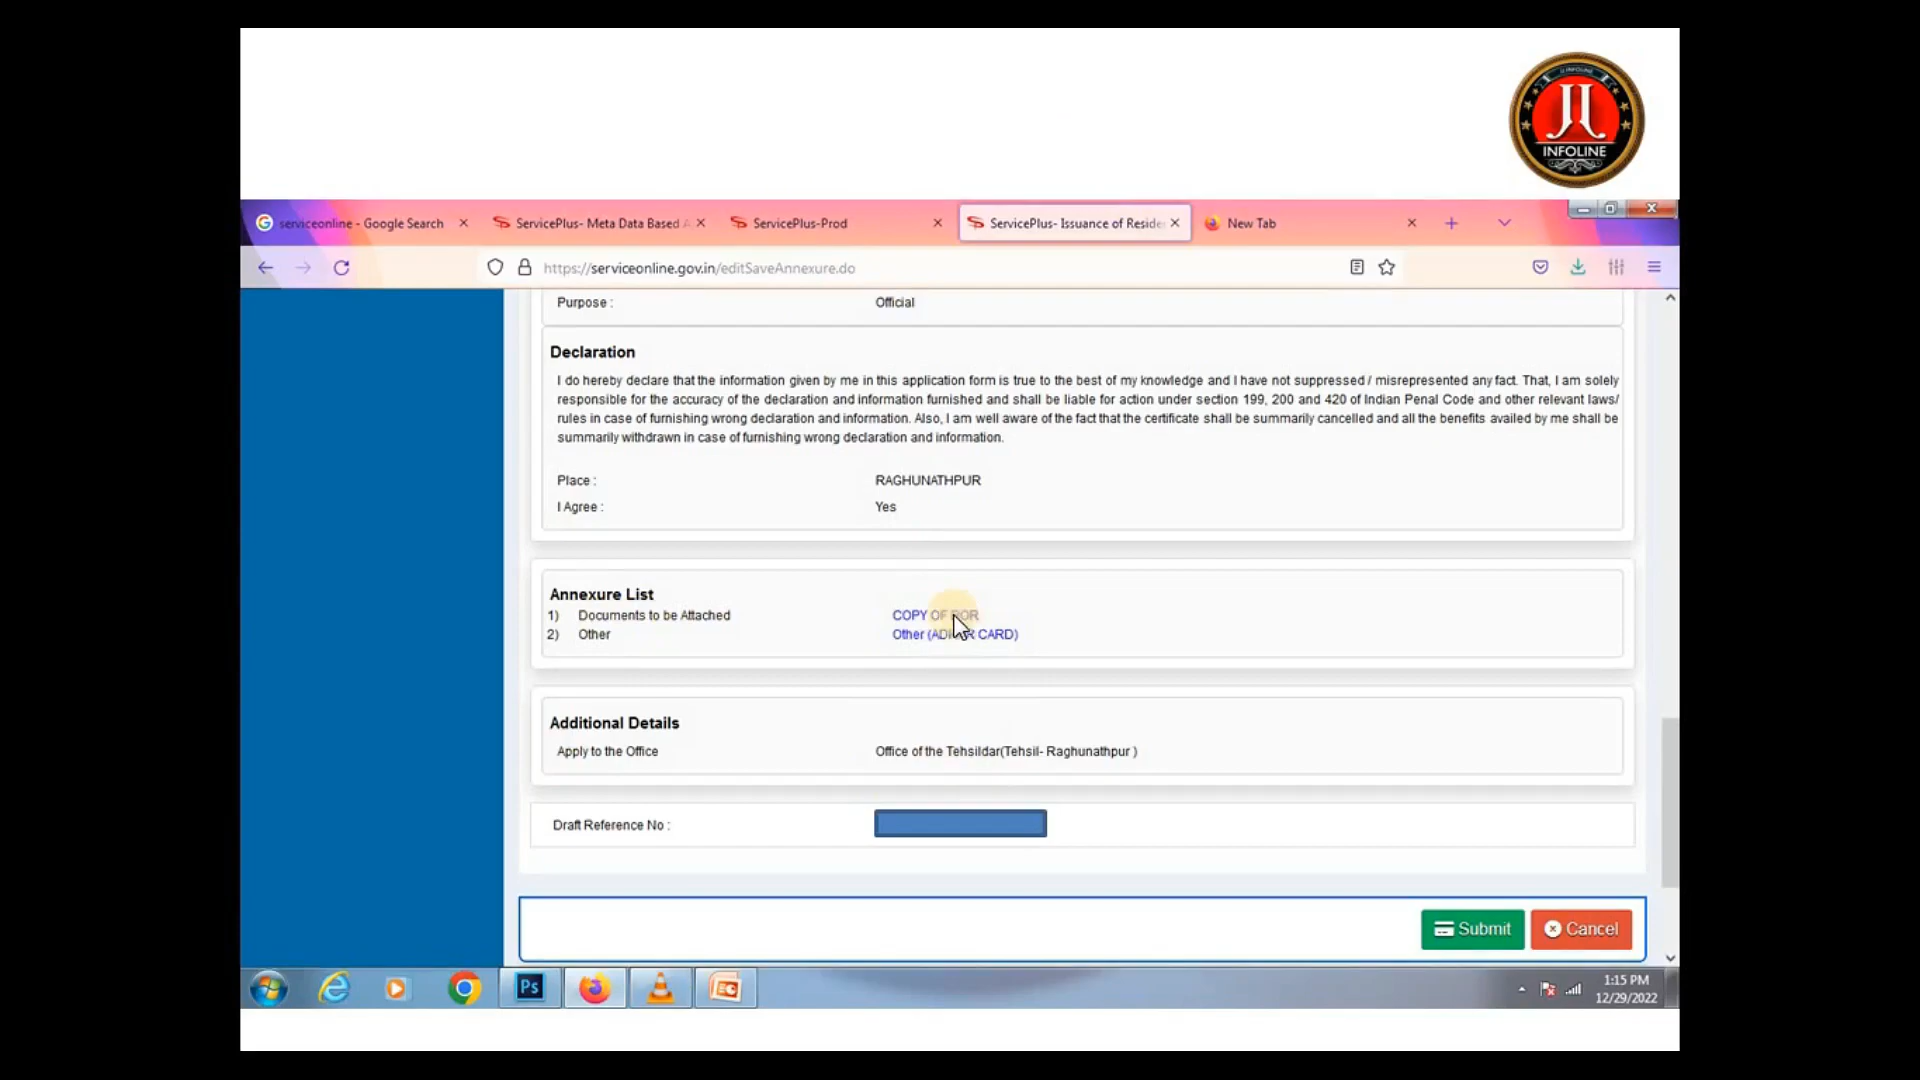 JJ INFOLINE
INFOLINE
serviceonline - Google Search
ServicePlus- Meta Data Based A
ServicePlus-Prod
ServicePlus- Issuance of Reside
New Tab
https://serviceonline.gov.in/editSaveAnnexure.do
Purpose : Official
Declaration
I do hereby declare that the information given by me in this application form is true to the best of my knowledge and I have not suppressed / misrepresented any fact. That, I am solely
responsible for the accuracy of the declaration and information furnished and shall be liable for action under section 199, 200 and 420 of Indian Penal Code and other relevant laws/
rules in case of furnishing wrong declaration and information. Also, I am well aware of the fact that the certificate shall be summarily cancelled and all the benefits availed by me shall be
summarily withdrawn in case of furnishing wrong declaration and information.
Place : RAGHUNATHPUR
I Agree : Yes
Annexure List
1) Documents to be Attached COPY OF ROR
2) Other Other ( CARD)
Additional Details
Apply to the Office Office of the Tehsildar(Tehsil- Raghunathpur )
Draft Reference No :
Submit Cancel
Ps
1:15 PM
12/29/2022